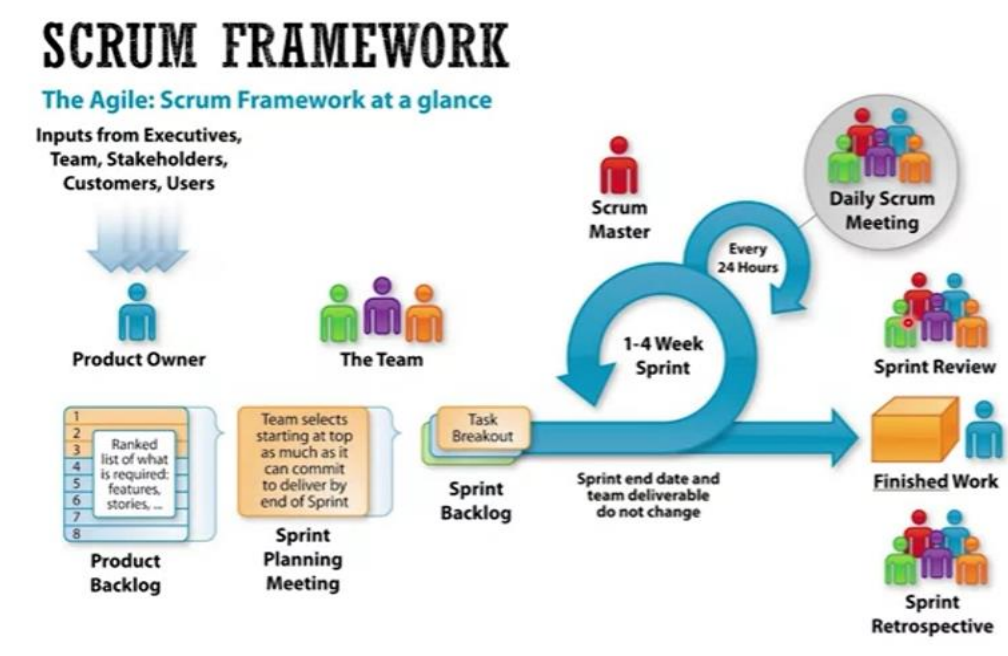 SCRUM FRAMEWORK
The Agile: Scrum Framework at a glance
Inputs from Executives,
Team, Stakeholders,
Customers, Users
Product Owner
The Team
Scrum
Master
Every
24 Hours
Daily Scrum
Meeting
1-4 Week
Sprint
Sprint Review
1
2
3
4
5
6
7
8
Ranked
list of what
is required:
features,
stories, ...
Product
Backlog
Team selects
starting at top
as much as it
can commit
to deliver by
end of Sprint
Sprint
Planning
Meeting
Task
Breakout
Sprint
Backlog
Sprint end date and
team deliverable
do not change
Finished Work
Sprint
Retrospective